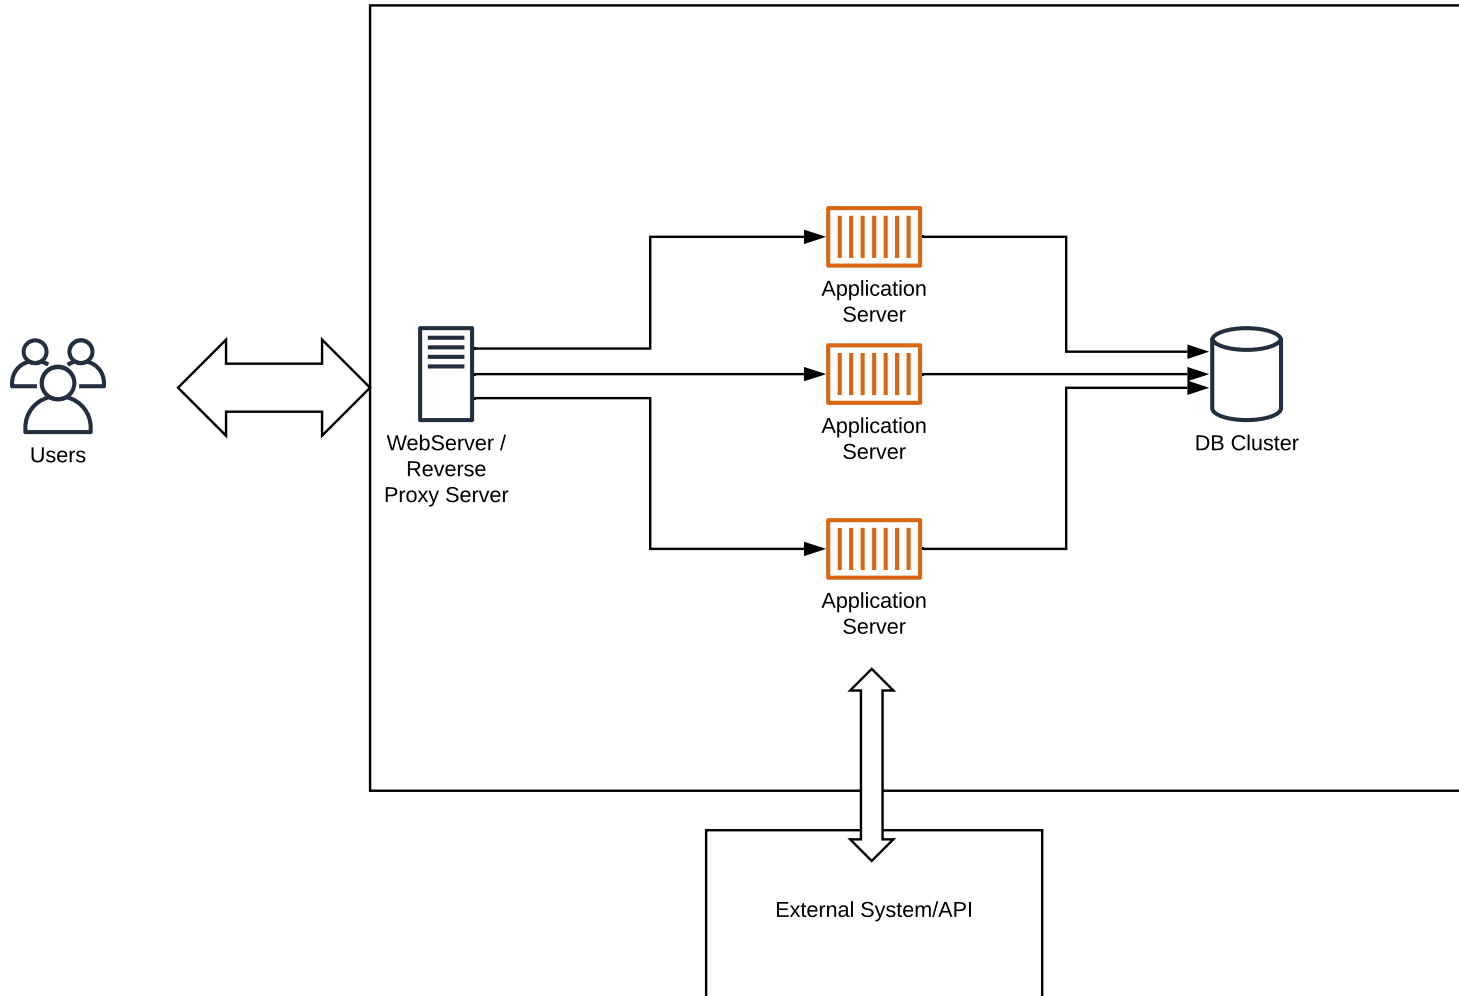 Users
WebServer /
Reverse
Proxy Server
Application
Server
Application
Server
Application
Server
DB Cluster
External System/API